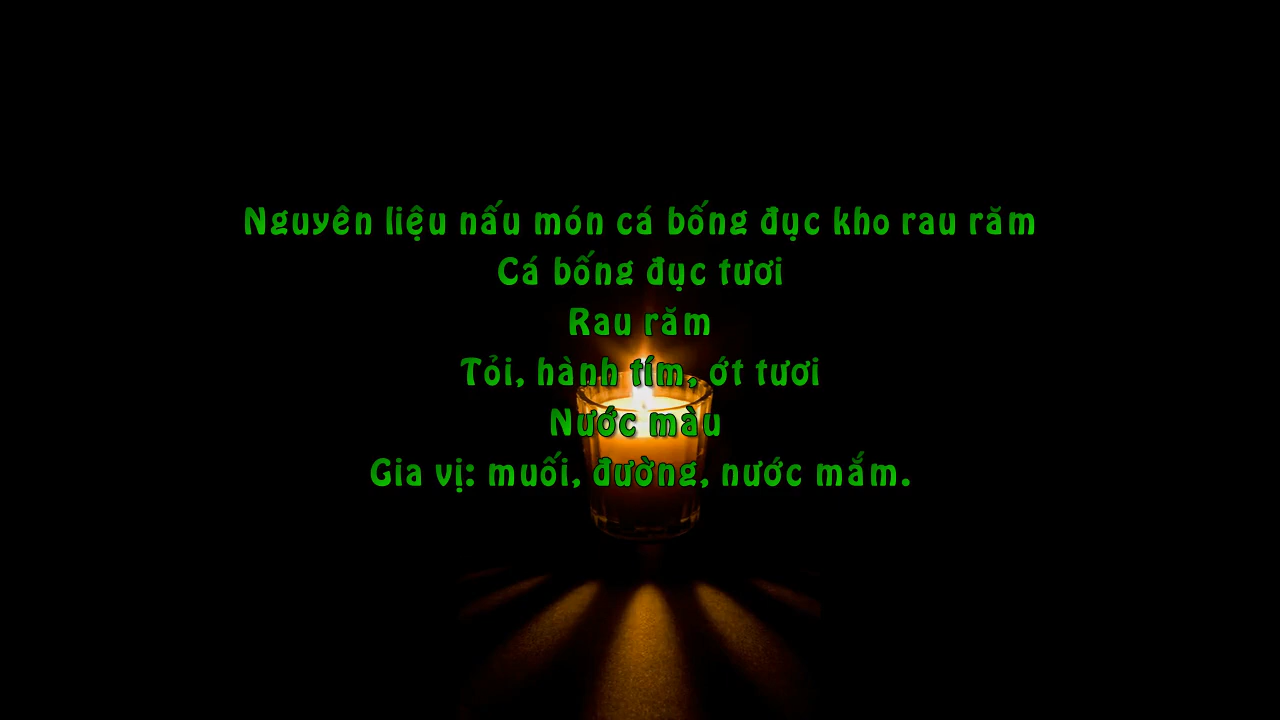 Nguyên liệu nấu món cá bống đục kho rau răm
Cá bống đục tươi
Rau răm
Tỏi, hành tím, ớt tươi
Nước màu
Gia vị: muối, đường, nước mắm.